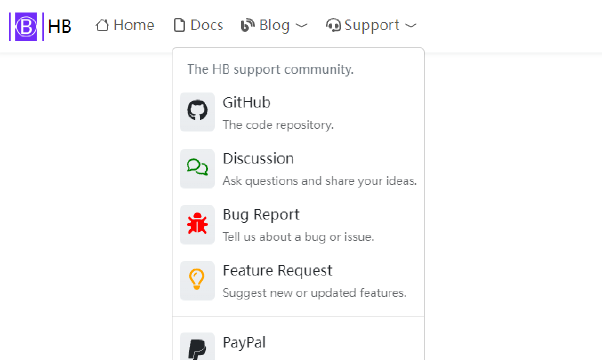 B HB Home Docs Blog Support
The HB support community.
GitHub
The code repository.
Discussion
Ask questions and share your ideas.
Bug Report
Tell us about a bug or issue.
Feature Request
Suggest new or updated features.
PayPal